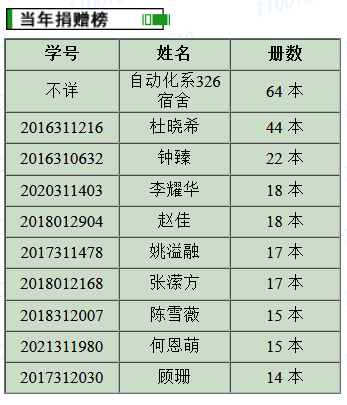 当年捐赠榜
学号 姓名 册数
不详 自动化系326
宿舍 64 本
2016311216 杜晓希 44 本
2016310632 钟臻 22 本
2020311403 李耀华 18 本
2018012904 赵佳 18 本
2017311478 姚溢融 17 本
2018012168 张潆方 17 本
2018312007 陈雪薇 15 本
2021311980 何恩萌 15 本
2017312030 顾珊 14 本